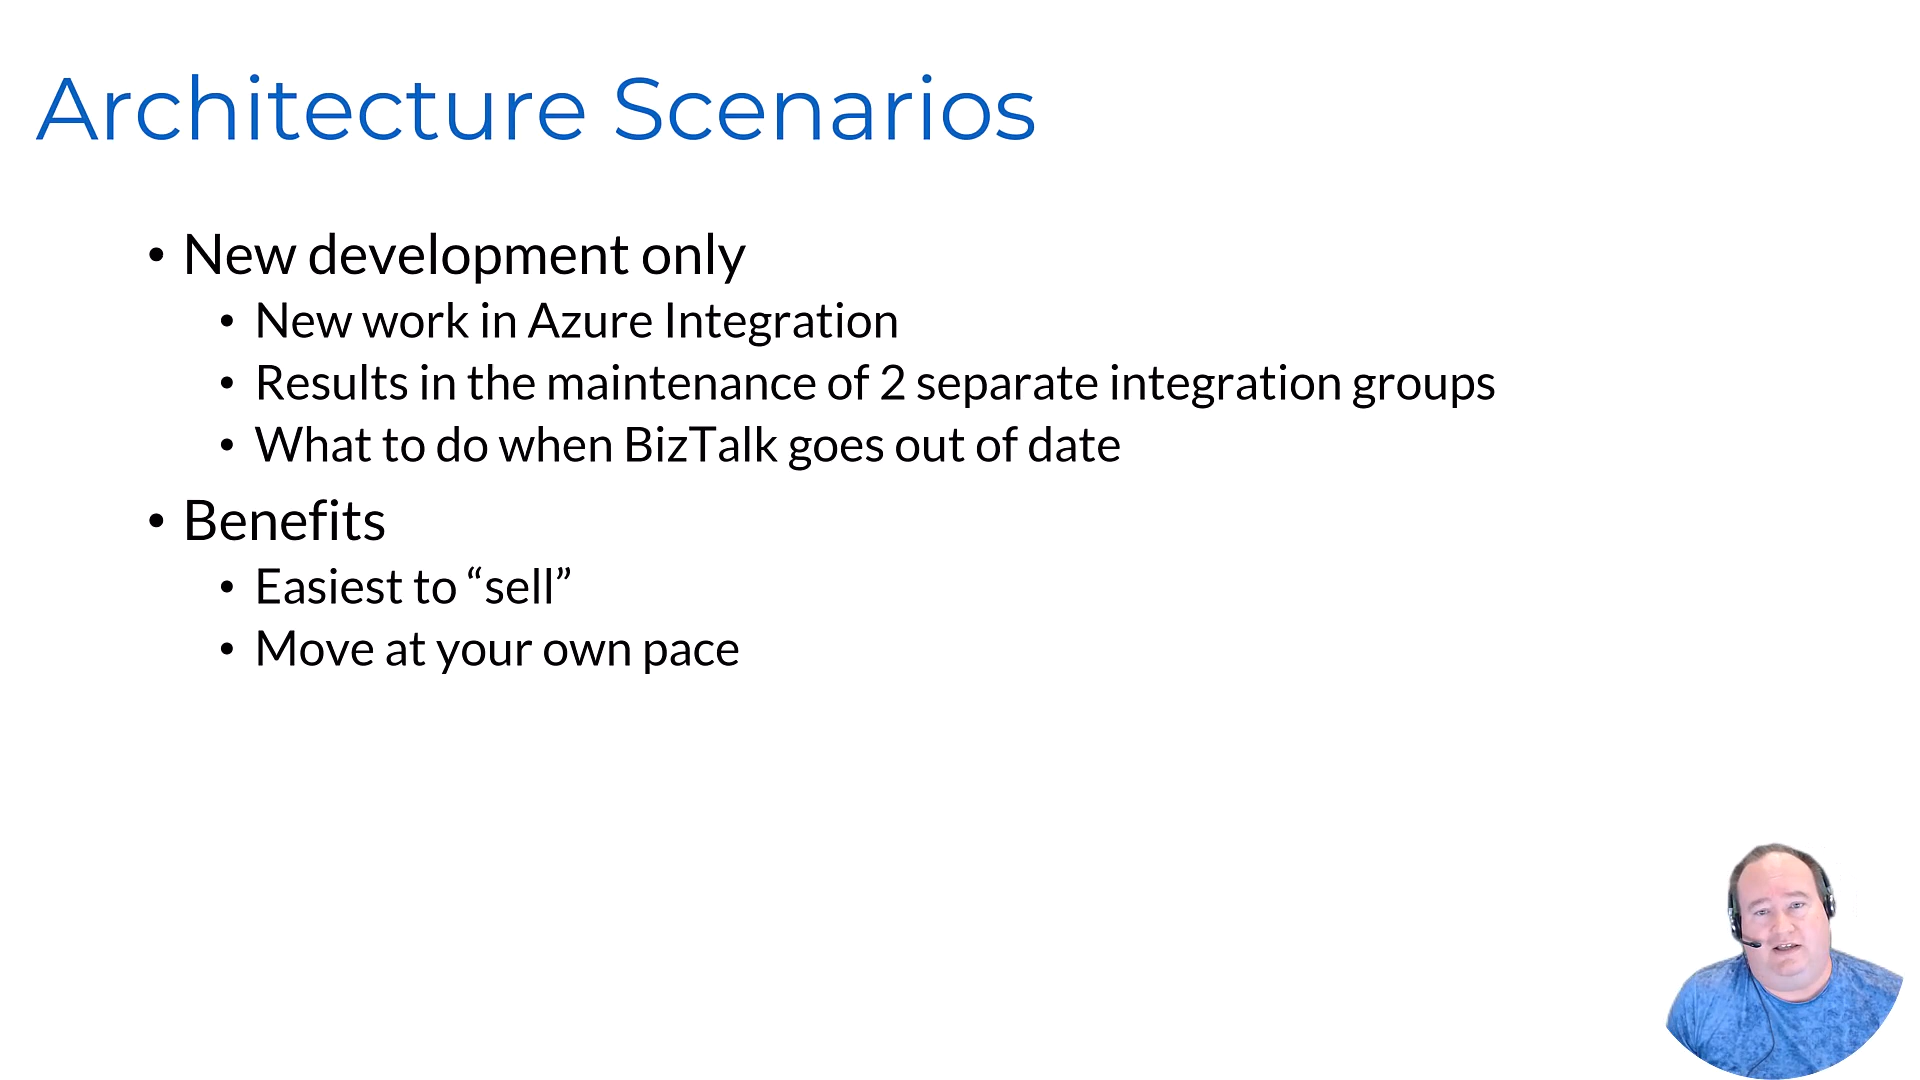 Architecture Scenarios
• New development only
• New work in Azure Integration
• Results in the maintenance of 2 separate integration groups
• What to do when BizTalk goes out of date
• Benefits
• Easiest to “sell”
• Move at your own pace